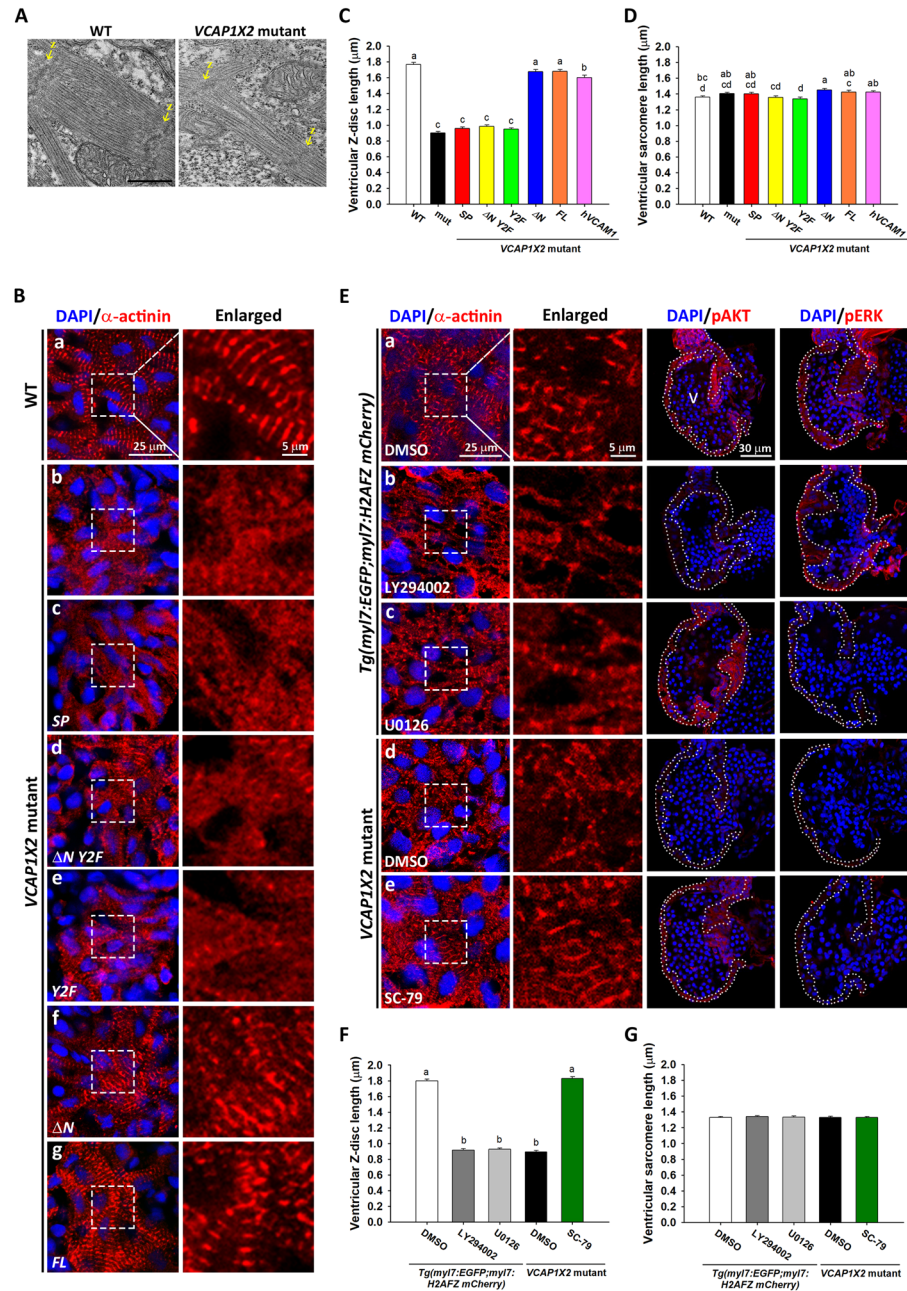 A
WT
VCAP1X2 mutant
Z
Z
Z
Z
C
Ventricular Z-disc length (μm)
2.0
1.8
1.6
1.4
1.2
1.0
0.8
0.6
0.4
0.2
0.0
a
c
c
c
c
a
a
b
WT
mut
SP
ΔN Y2F
Y2F
ΔN
FL
hVCAM1
VCAP1X2 mutant
D
Ventricular sarcomere length (μm)
2.0
1.8
1.6
1.4
1.2
1.0
0.8
0.6
0.4
0.2
0.0
bc
d
ab
cd
ab
cd
cd
d
a
ab
c
ab
WT
mut
SP
ΔN Y2F
Y2F
ΔN
FL
hVCAM1
VCAP1X2 mutant
B
DAPI/α-actinin
Enlarged
WT
a
25 μm
5 μm
VCAP1X2 mutant
b
c
SP
d
ΔN Y2F
e
Y2F
f
ΔN
g
FL
E
DAPI/α-actinin
Enlarged
DAPI/pAKT
DAPI/pERK
Tg(myl7:EGFP;myl7:H2AFZ mCherry)
a
DMSO
25 μm
5 μm
V
30 μm
b
LY294002
c
U0126
VCAP1X2 mutant
d
DMSO
e
SC-79
F
Ventricular Z-disc length (μm)
2.0
1.8
1.6
1.4
1.2
1.0
0.8
0.6
0.4
0.2
0.0
a
b
b
b
a
DMSO
LY294002
U0126
DMSO
SC-79
Tg(myl7:EGFP;myl7:
H2AFZ mCherry)
VCAP1X2 mutant
G
Ventricular sarcomere length (μm)
2.0
1.8
1.6
1.4
1.2
1.0
0.8
0.6
0.4
0.2
0.0
DMSO
LY294002
U0126
DMSO
SC-79
Tg(myl7:EGFP;myl7:
H2AFZ mCherry)
VCAP1X2 mutant